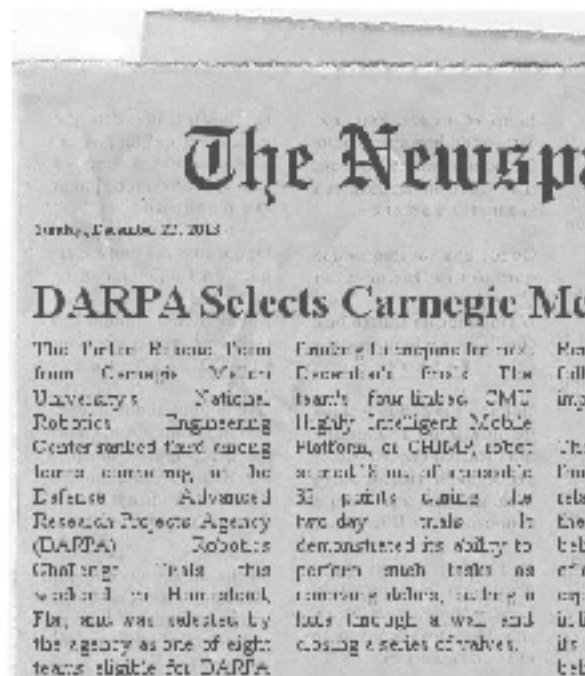 The Newspa
Sunday, December 22, 2013
DARPA Selects Carnegie Me
The Tartan Rescue Team
from Carnegie Mellon
University's National
Robotics Engineering
Center ranked third among
teams competing in the
Defense Advanced
Research Projects Agency
(DARPA) Robotics
Challenge Trials this
weekend in Homestead,
Fla., and was selected by
the agency as one of eight
teams eligible for DARPA
funding to prepare for next
December's finals. The
team's four-limbed CMU
Highly Intelligent Mobile
Platform, or CHIMP, robot
scored 18 out of a possible
32 points during the
two-day trials. It
demonstrated its ability to
perform such tasks as
removing debris, cutting a
hole through a wall and
closing a series of valves.
the
its